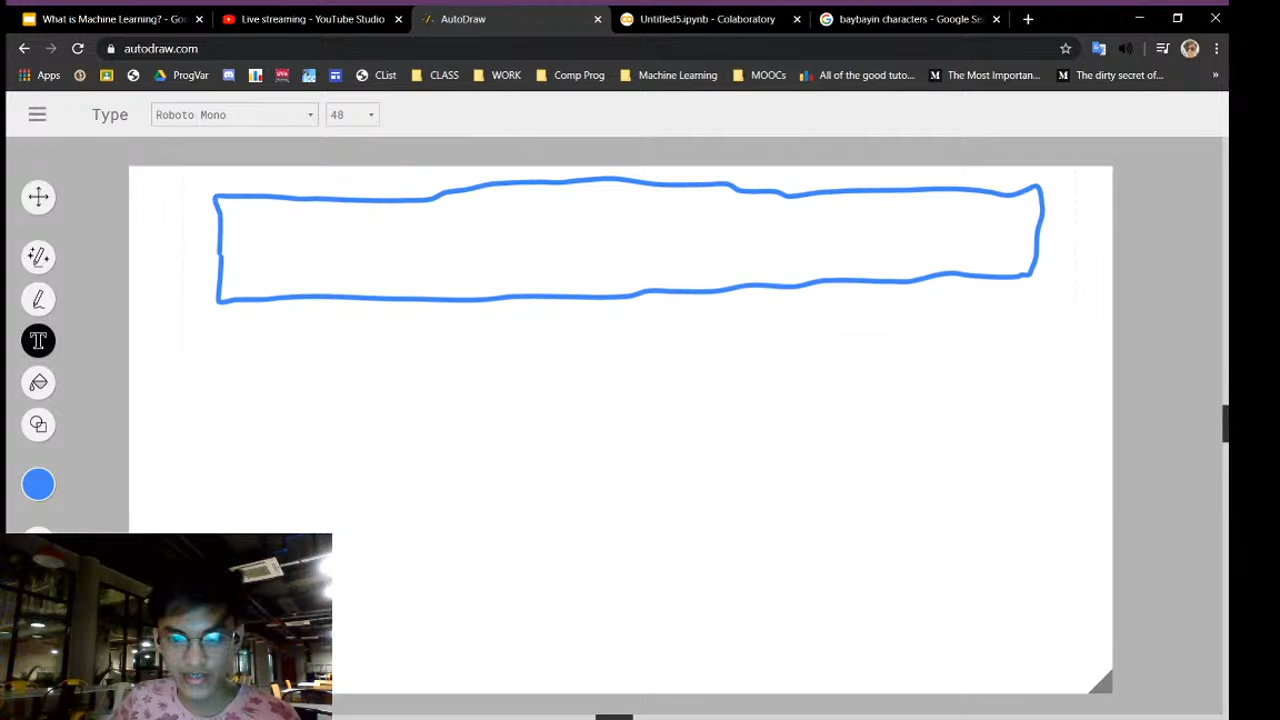 What is Machine Learning? - Goo
Live streaming - YouTube Studio
AutoDraw
Untitled5.ipynb - Colaboratory
baybayin characters - Google Se
autodraw.com
Apps
ProgVar
CList
CLASS
WORK
Comp Prog
Machine Learning
MOOCs
All of the good tuto...
The Most Importan...
The dirty secret of...
Type
Roboto Mono
48